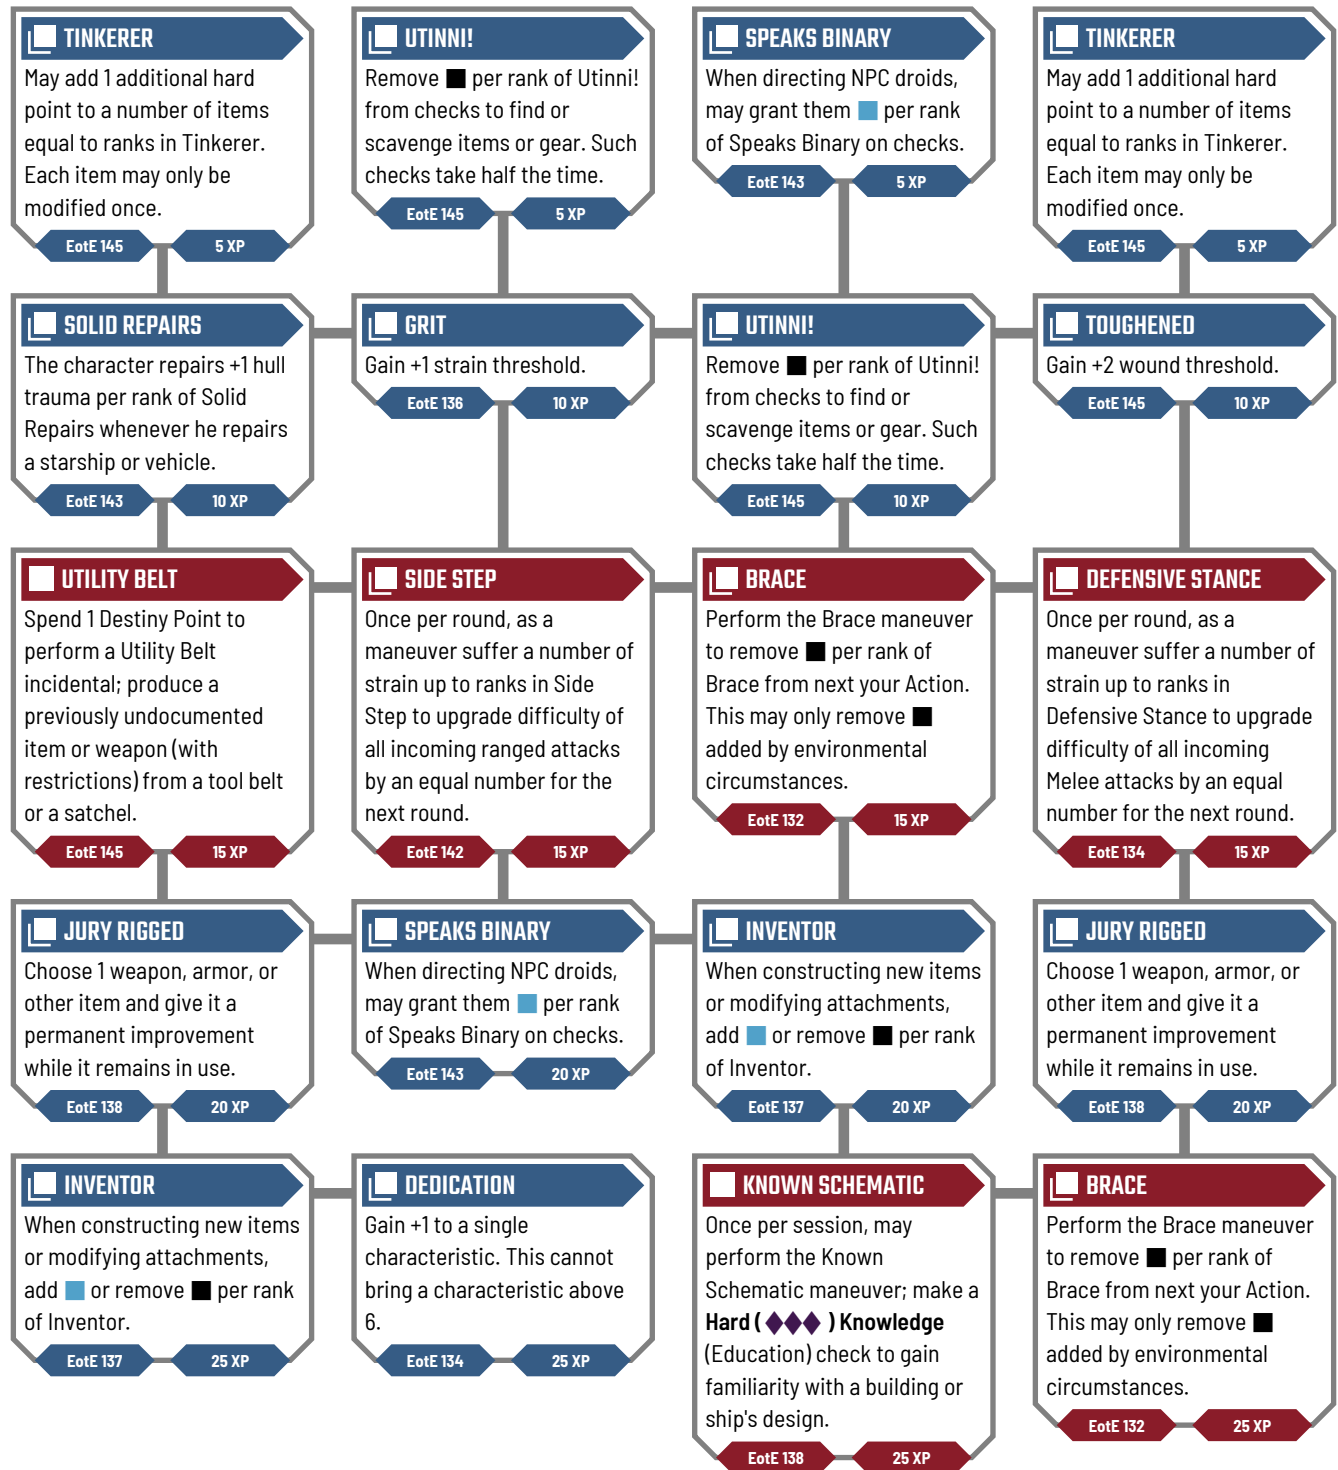 TINKERER
May add 1 additional hard
point to a number of items
equal to ranks in Tinkerer.
Each item may only be
modified once.
EotE 145
5 XP
UTINNI!
Remove per rank of Utinni!
from checks to find or
scavenge items or gear. Such
checks take half the time.
EotE 145
5 XP
SPEAKS BINARY
When directing NPC droids,
may grant them per rank
of Speaks Binary on checks.
EotE 143
5 XP
TINKERER
May add 1 additional hard
point to a number of items
equal to ranks in Tinkerer.
Each item may only be
modified once.
EotE 145
5 XP
SOLID REPAIRS
The character repairs +1 hull
trauma per rank of Solid
Repairs whenever he repairs
a starship or vehicle.
EotE 143
10 XP
GRIT
Gain +1 strain threshold.
EotE 136
10 XP
UTINNI!
Remove per rank of Utinni!
from checks to find or
scavenge items or gear. Such
checks take half the time.
EotE 145
10 XP
TOUGHENED
Gain +2 wound threshold.
EotE 145
10 XP
UTILITY BELT
Spend 1 Destiny Point to
perform a Utility Belt
incidental; produce a
previously undocumented
item or weapon (with
restrictions) from a tool belt
or a satchel.
EotE 145
15 XP
SIDE STEP
Once per round, as a
maneuver suffer a number of
strain up to ranks in Side
Step to upgrade difficulty of
all incoming ranged attacks
by an equal number for the
next round.
EotE 142
15 XP
BRACE
Perform the Brace maneuver
to remove per rank of
Brace from next your Action.
This may only remove
added by environmental
circumstances.
EotE 132
15 XP
DEFENSIVE STANCE
Once per round, as a
maneuver suffer a number of
strain up to ranks in
Defensive Stance to upgrade
difficulty of all incoming
Melee attacks by an equal
number for the next round.
EotE 134
15 XP
JURY RIGGED
Choose 1 weapon, armor, or
other item and give it a
permanent improvement
while it remains in use.
EotE 138
20 XP
SPEAKS BINARY
When directing NPC droids,
may grant them per rank
of Speaks Binary on checks.
EotE 143
20 XP
INVENTOR
When constructing new items
or modifying attachments,
add or remove per rank
of Inventor.
EotE 137
20 XP
JURY RIGGED
Choose 1 weapon, armor, or
other item and give it a
permanent improvement
while it remains in use.
EotE 138
20 XP
INVENTOR
When constructing new items
or modifying attachments,
add or remove per rank
of Inventor.
EotE 137
25 XP
DEDICATION
Gain +1 to a single
characteristic. This cannot
bring a characteristic above
6.
EotE 134
25 XP
KNOWN SCHEMATIC
Once per session, may
perform the Known
Schematic maneuver; make a
Hard ( ) Knowledge
(Education) check to gain
familiarity with a building or
ship's design.
EotE 138
25 XP
BRACE
Perform the Brace maneuver
to remove per rank of
Brace from next your Action.
This may only remove
added by environmental
circumstances.
EotE 132
25 XP